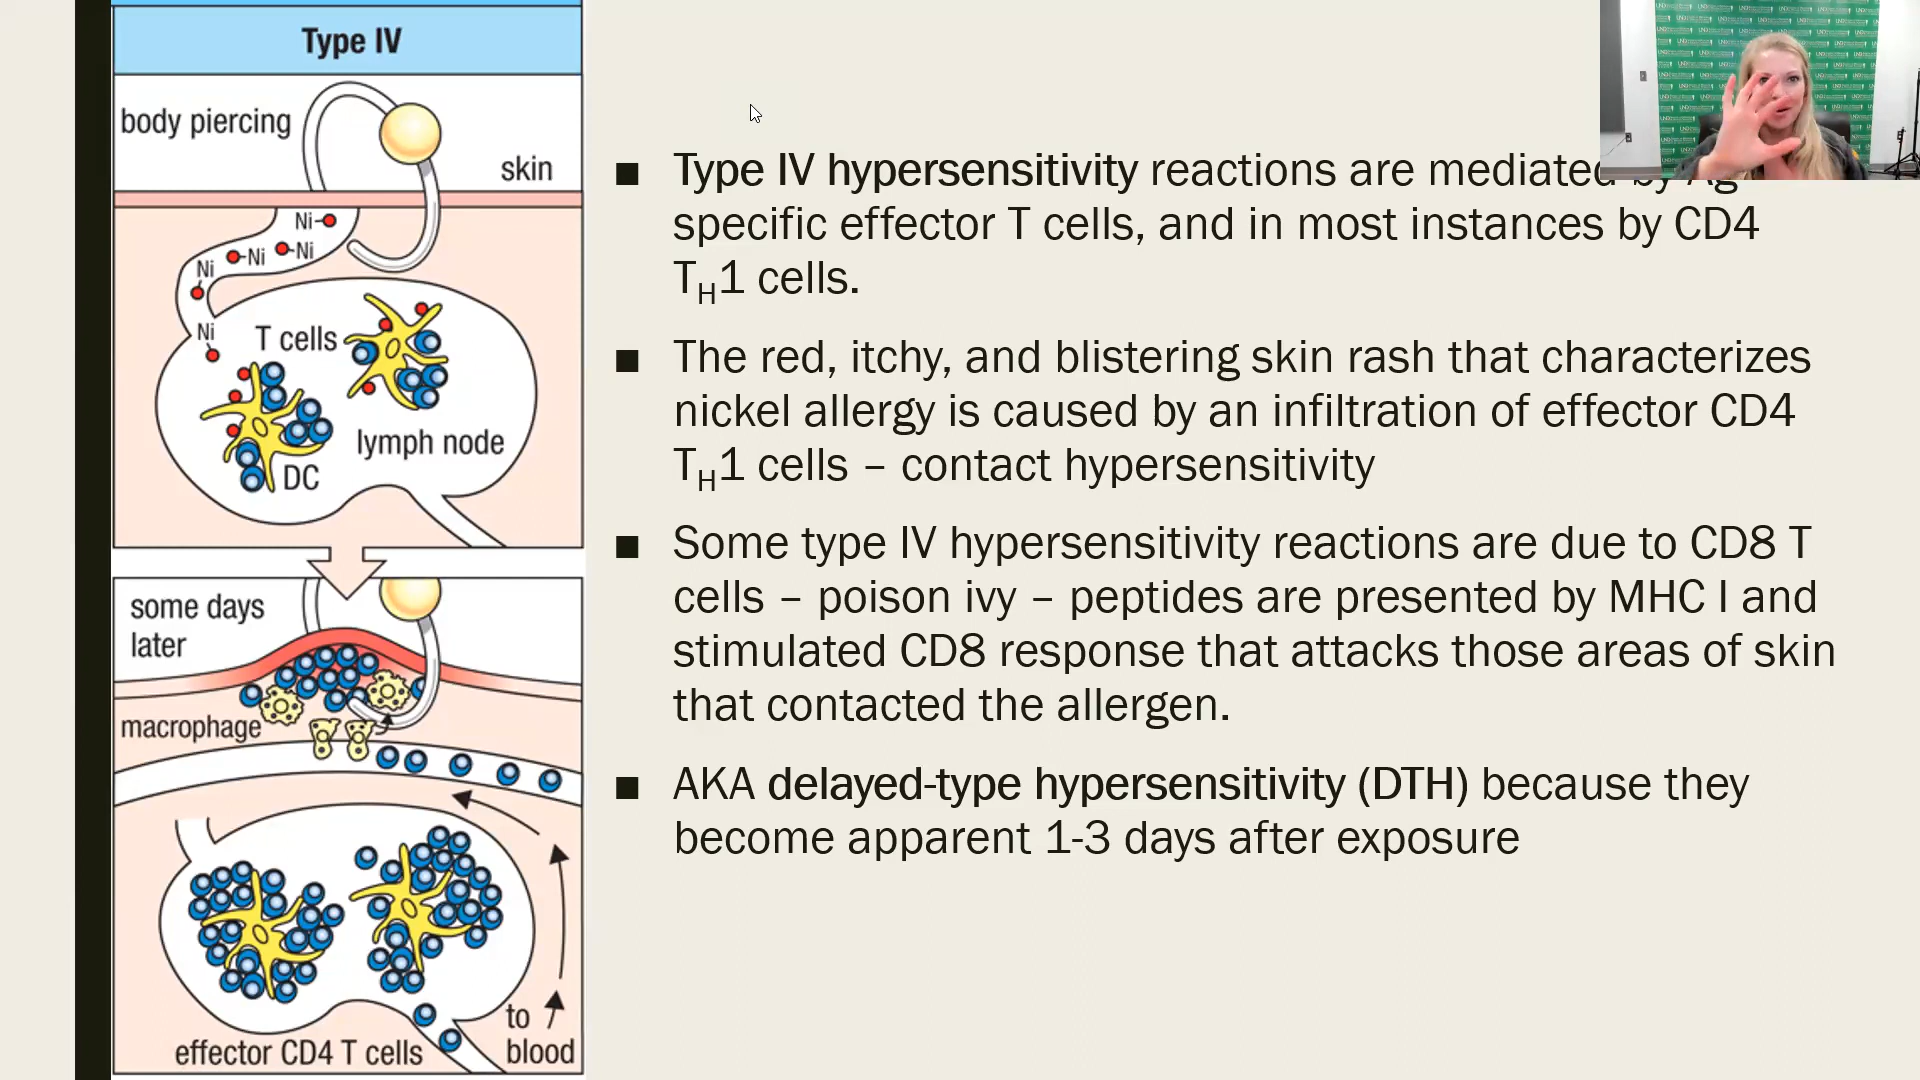 Type IV
body piercing
skin
Ni
Ni
Ni
Ni
Ni
T cells
lymph node
DC
some days
later
macrophage
to
blood
effector CD4 T cells
■ Type IV hypersensitivity reactions are mediated by Ag
specific effector T cells, and in most instances by CD4
TH1 cells.
■ The red, itchy, and blistering skin rash that characterizes
nickel allergy is caused by an infiltration of effector CD4
TH1 cells – contact hypersensitivity
■ Some type IV hypersensitivity reactions are due to CD8 T
cells – poison ivy – peptides are presented by MHC I and
stimulated CD8 response that attacks those areas of skin
that contacted the allergen.
■ AKA delayed-type hypersensitivity (DTH) because they
become apparent 1-3 days after exposure